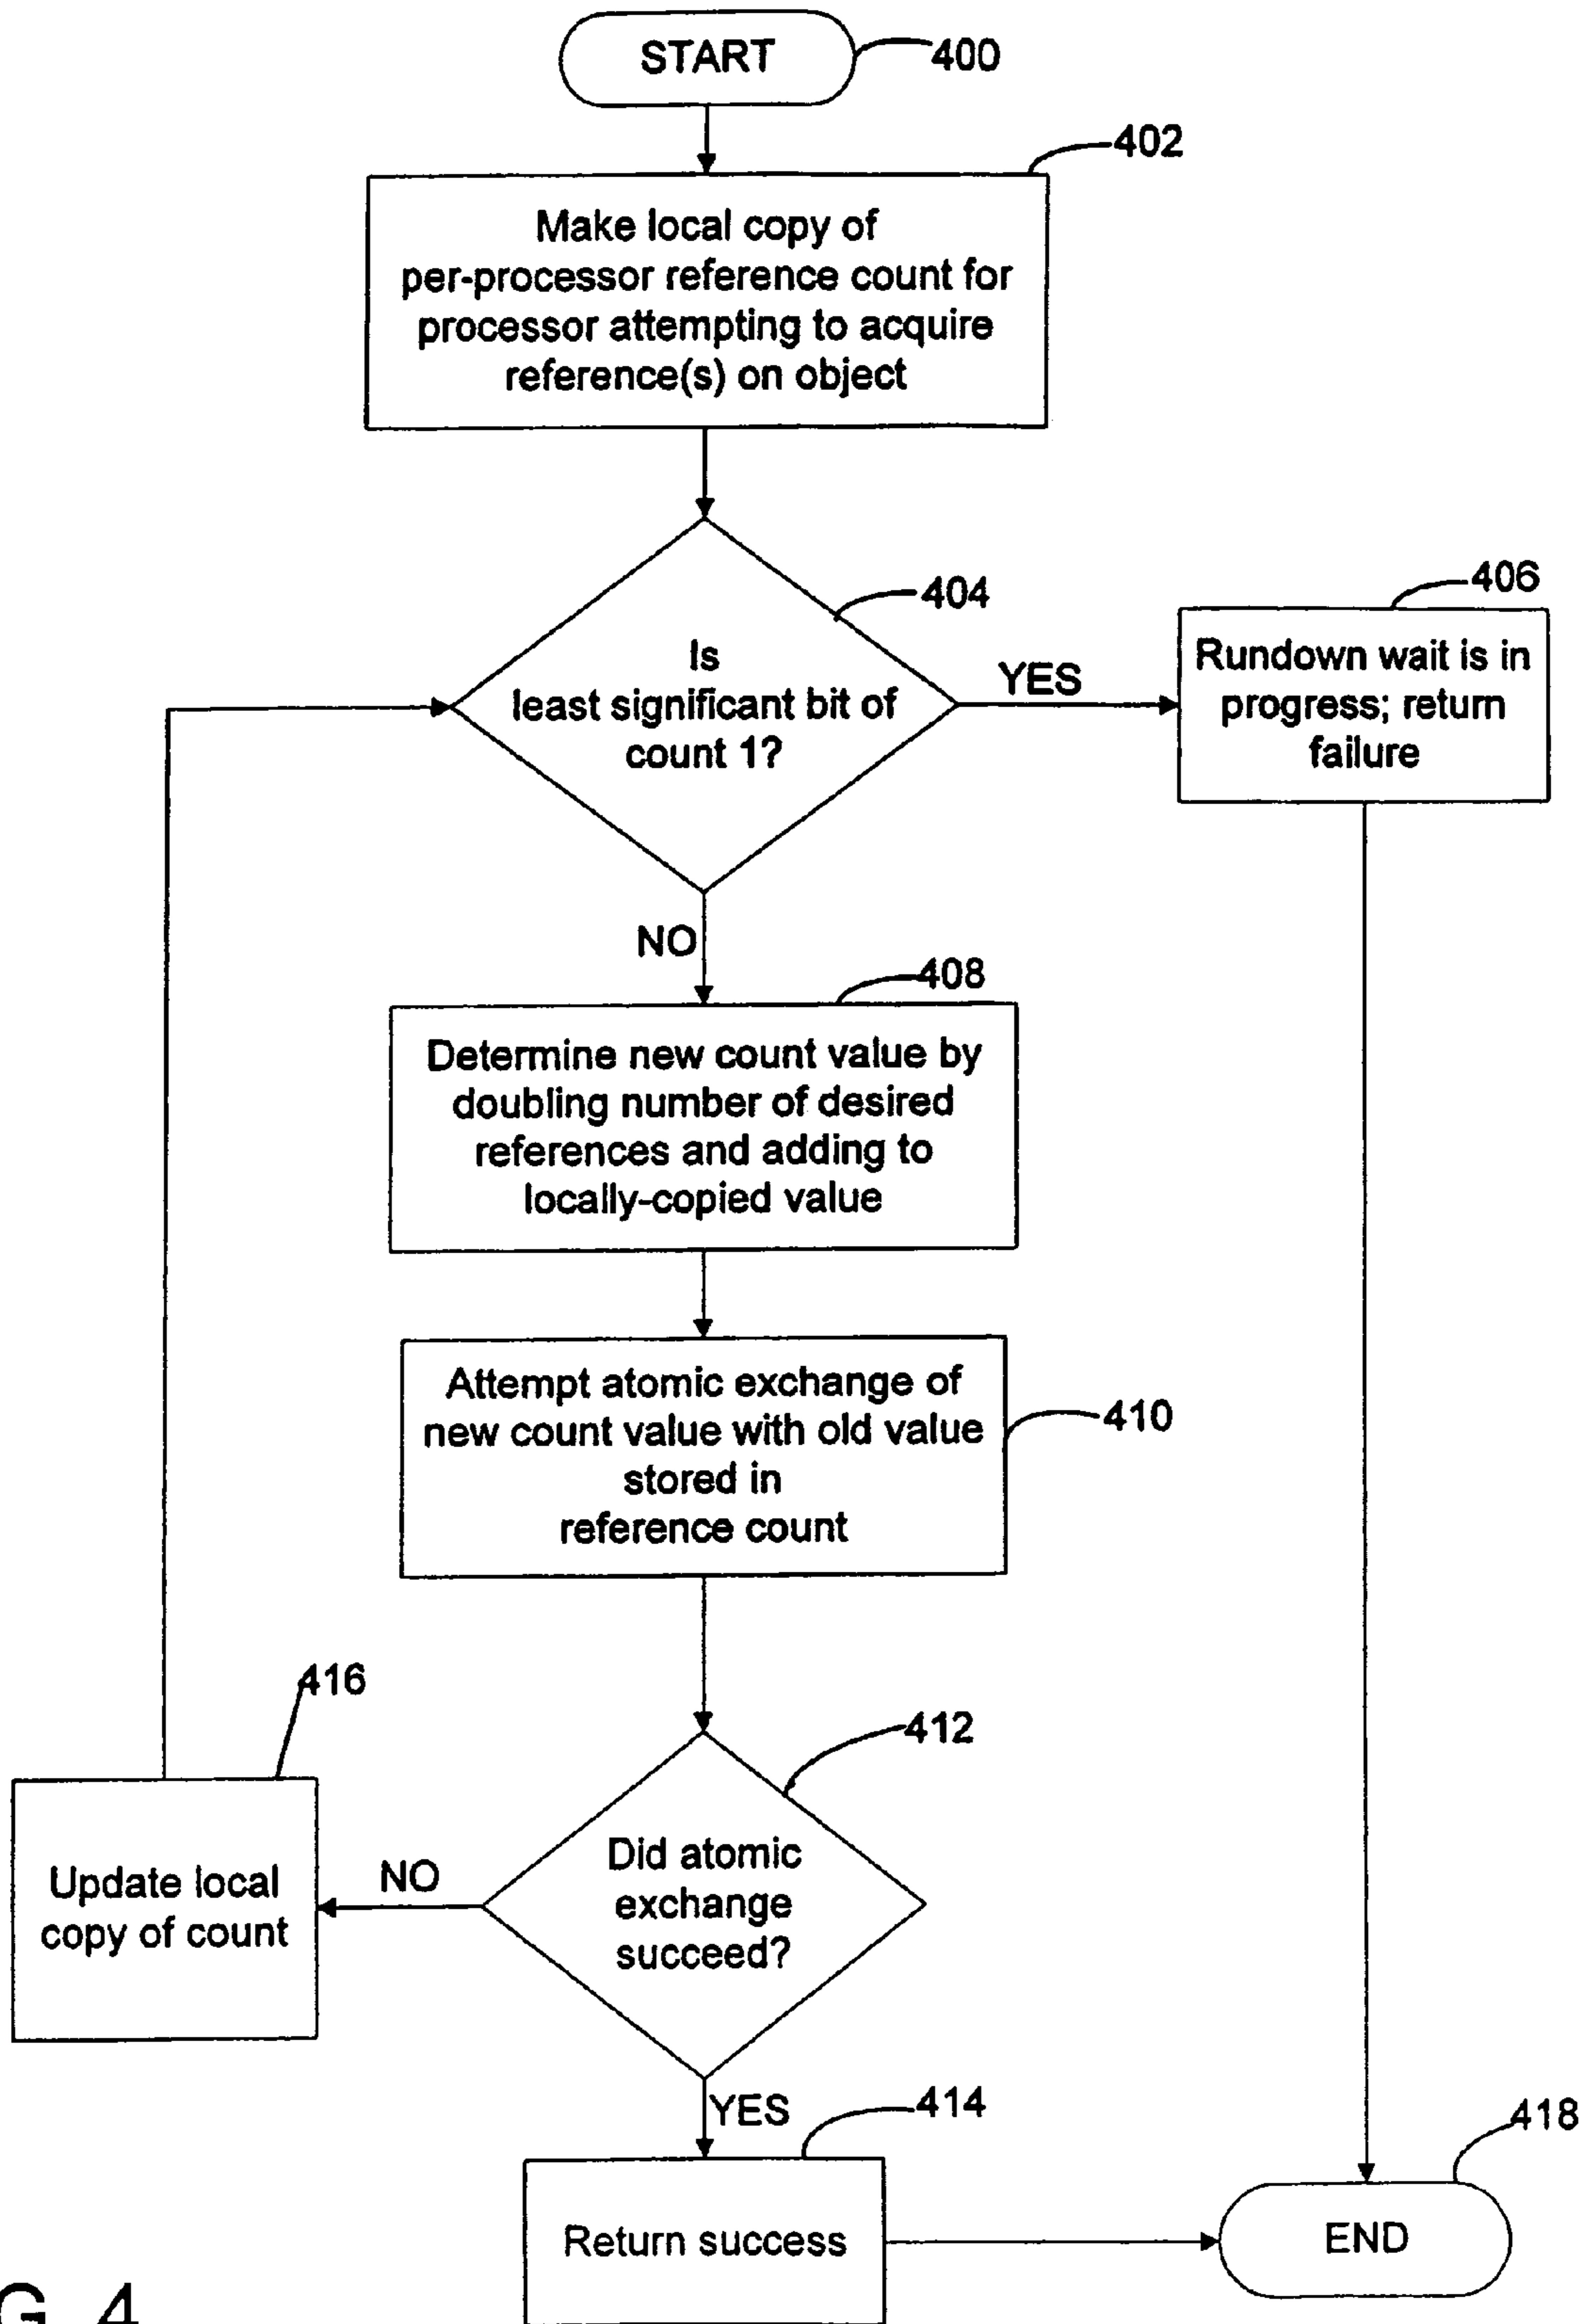 START
400
402
Make local copy of
per-processor reference count for
processor attempting to acquire
reference(s) on object
404
Is
least significant bit of
count 1?
YES
406
Rundown wait is in
progress; return
failure
NO
408
Determine new count value by
doubling number of desired
references and adding to
locally-copied value
Attempt atomic exchange of
new count value with old value
stored in
reference count
410
416
412
Did atomic
exchange
succeed?
NO
Update local
copy of count
YES
414
418
Return success
END
G. 4